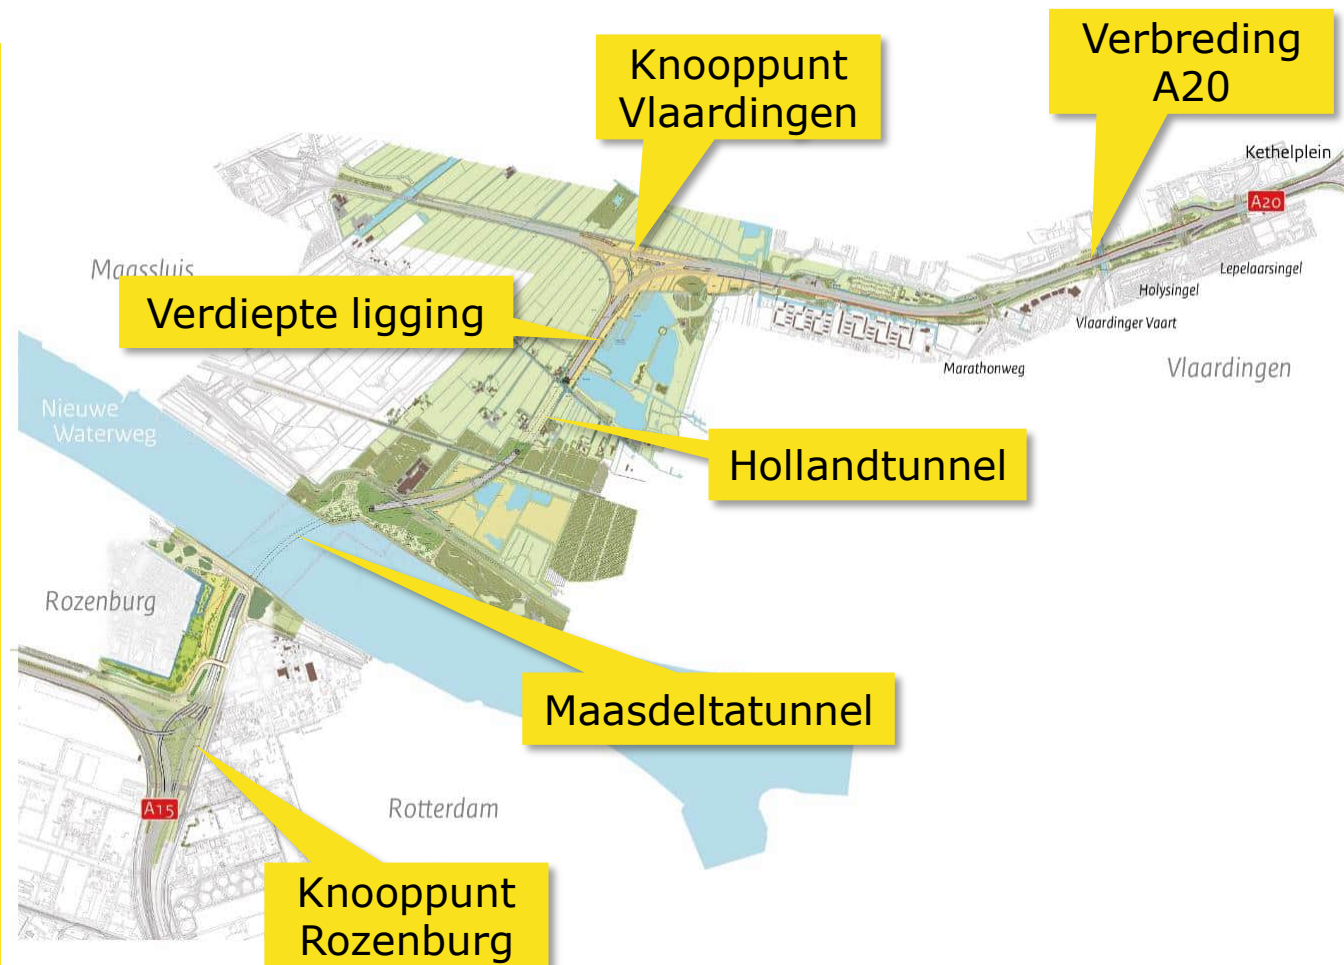 Verbreding
A20
Knooppunt
Vlaardingen
Kethelplein
A20
Maassluis
Lepelaarsingel
Holysingel
Verdiepte ligging
Vlaardinger Vaart
Marathonweg
Vlaardingen
Nieuwe
Waterweg
Hollandtunnel
Rozenburg
Maasdeltatunnel
A15
Rotterdam
Knooppunt
Rozenburg